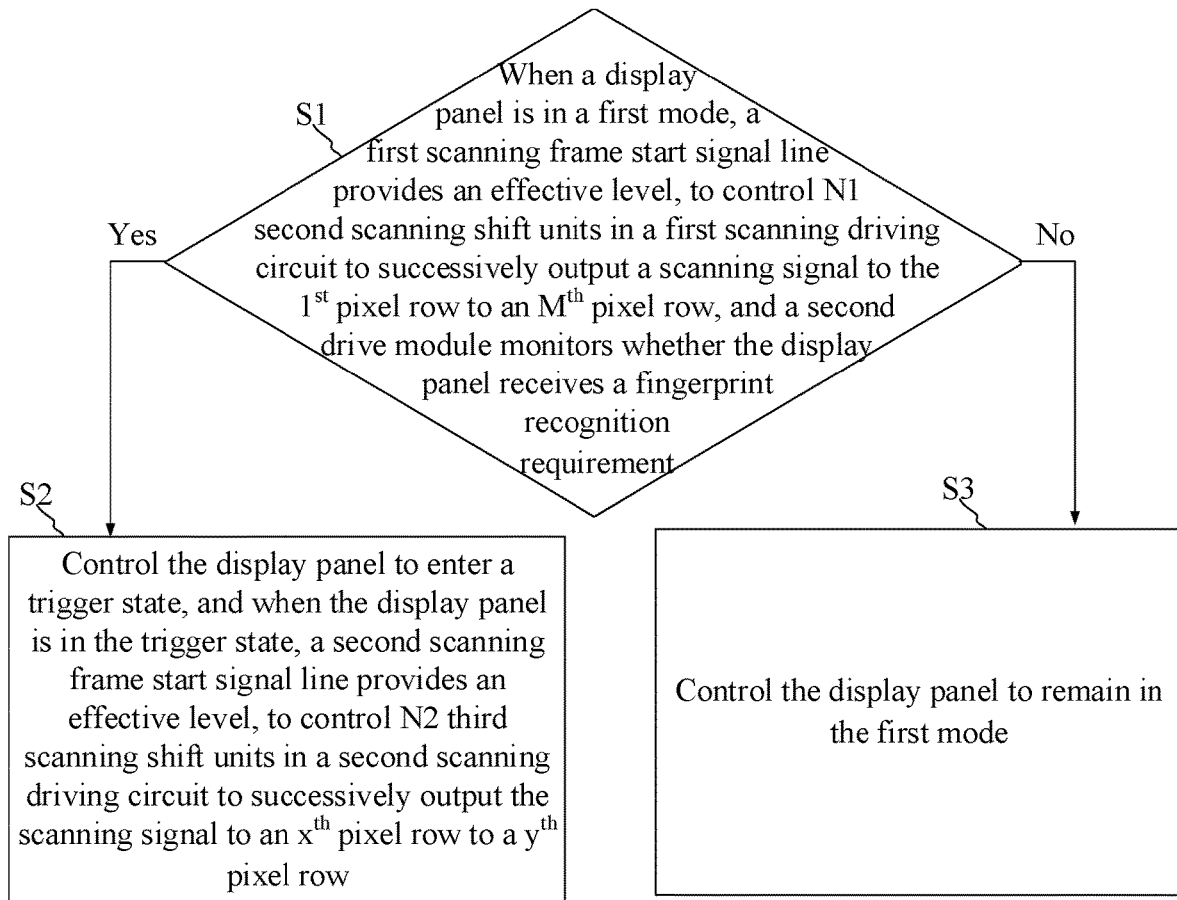 When a display
S1
panel is in a first mode, a
first scanning frame start signal line
provides an effective level, to control N1
second scanning shift units in a first scanning driving
Yes
No
circuit to successively output a scanning signal to the
1st pixel row to an Mth pixel row, and a second
drive module monitors whether the display
panel receives a fingerprint
recognition
requirement
S2
Control the display panel to enter a
trigger state, and when the display panel
is in the trigger state, a second scanning
frame start signal line provides an
effective level, to control N2 third
scanning shift units in a second scanning
driving circuit to successively output the
scanning signal to an xth pixel row to a yth
pixel row
S3
Control the display panel to remain in
the first mode